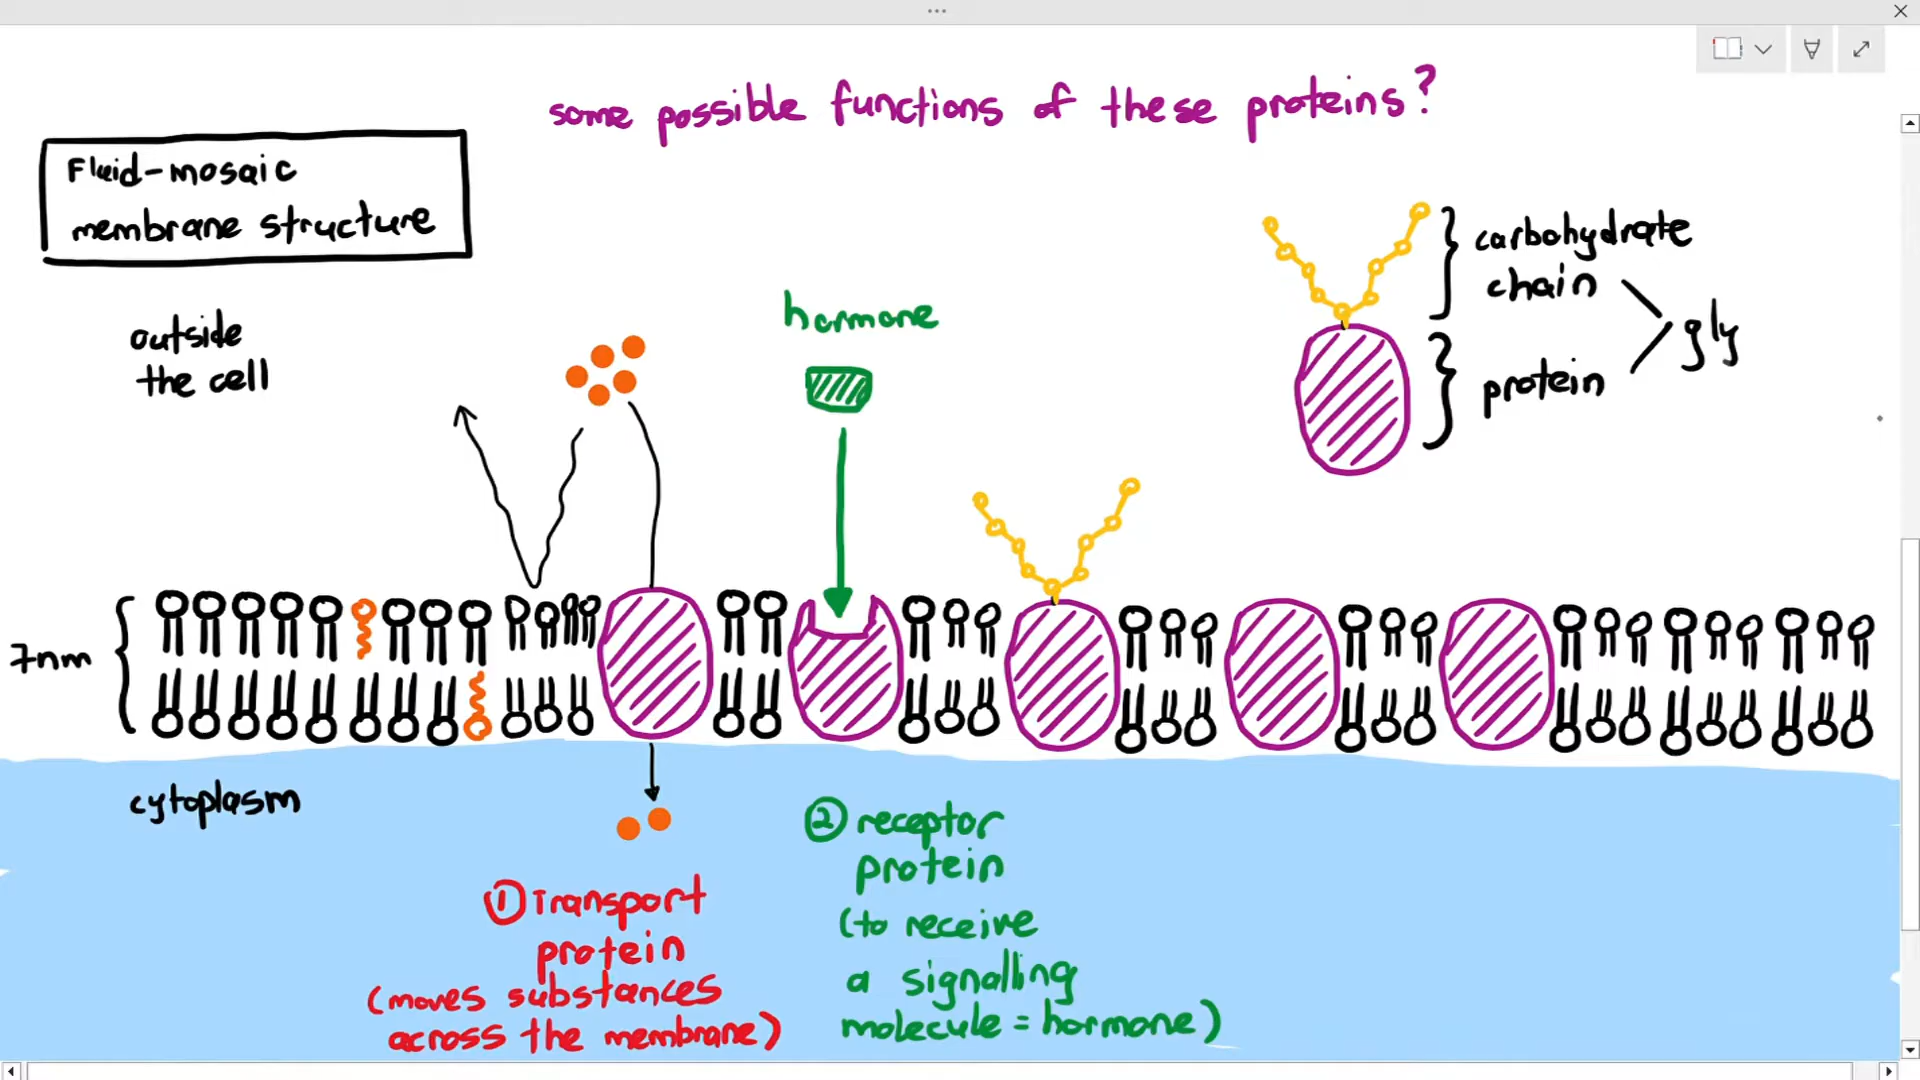 some possible functions of these proteins?
Fluid-mosaic
membrane structure
outside
the cell
hormone
carbohydrate
chain
protein
gly
7nm
cytoplasm
① Transport
protein
(moves substances
across the membrane)
② receptor
protein
(to receive
a signalling
molecule = hormone)